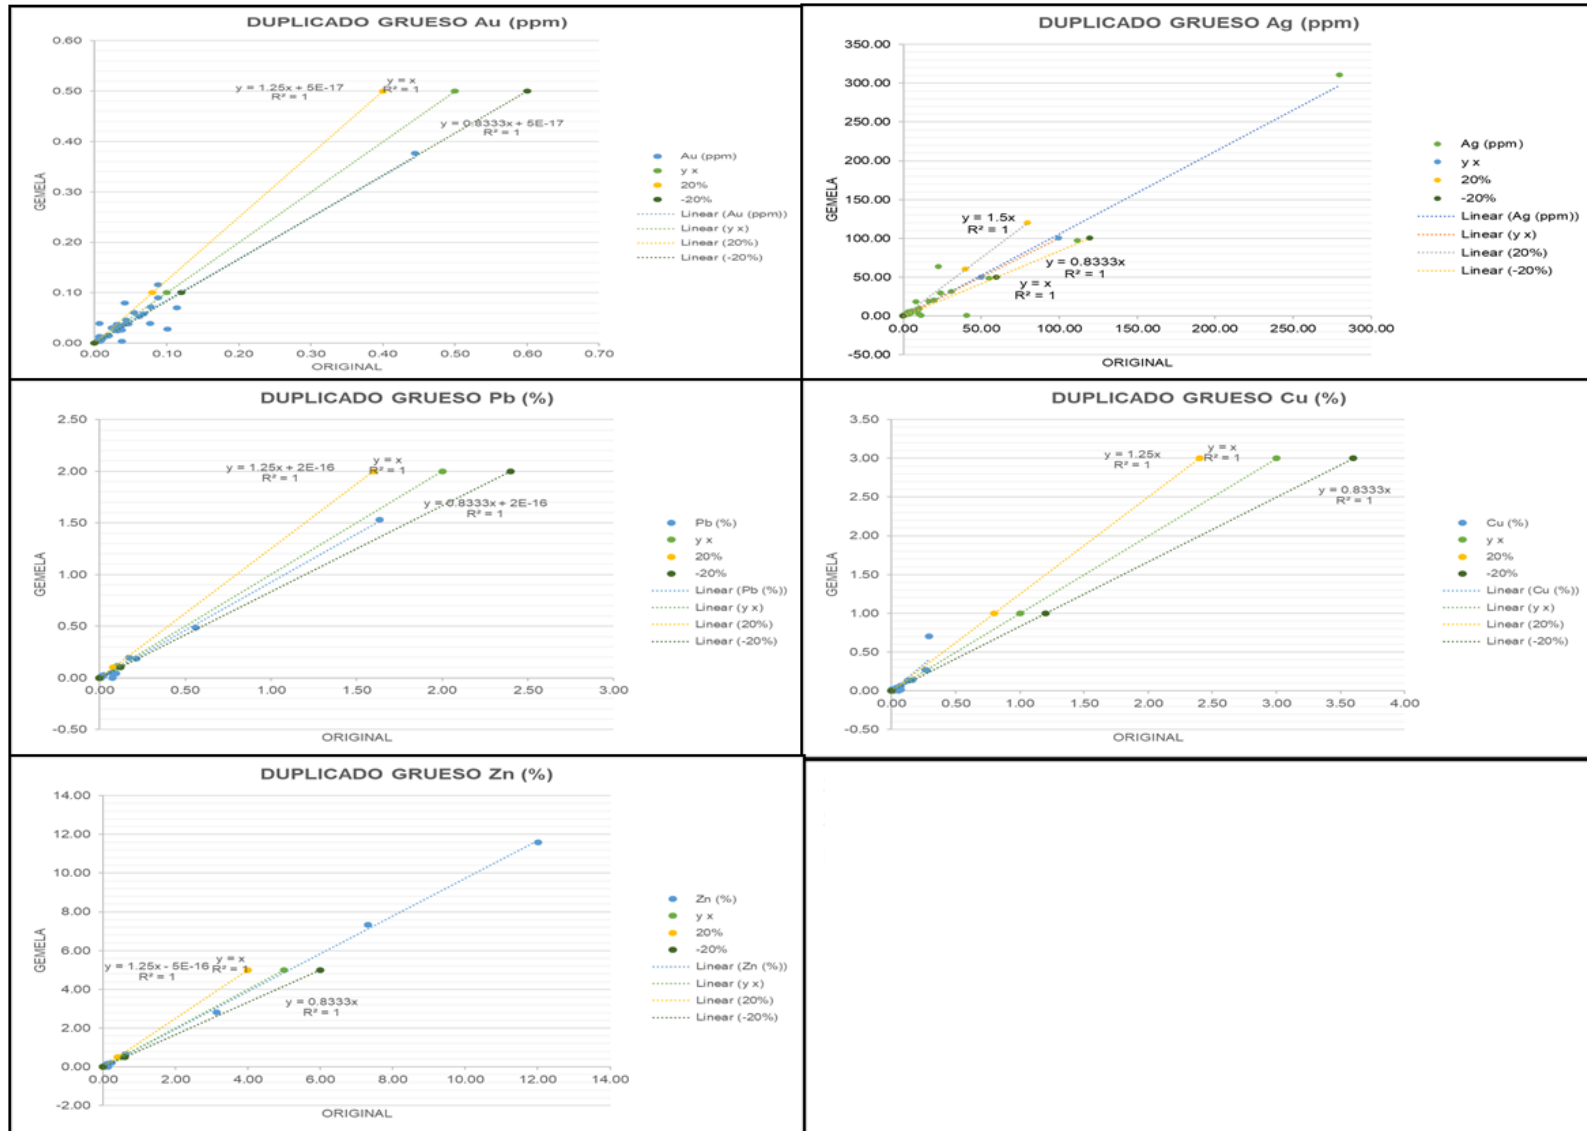 DUPLICADO GRUESO Au (ppm)
0.60
0.50
0.40
0.30
0.20
0.10
0.00
0.00 0.10 0.20 0.30 0.40 0.50 0.60 0.70
GEMELA
ORIGINAL
y = 1.25x + 5E-17
R² = 1
y = x
R² = 1
y = 0.8333x + 5E-17
R² = 1
Au (ppm)
y x
20%
-20%
Linear (Au (ppm))
Linear (y x)
Linear (20%)
Linear (-20%)
DUPLICADO GRUESO Ag (ppm)
350.00
300.00
250.00
200.00
150.00
100.00
50.00
0.00
-50.00
0.00 50.00 100.00 150.00 200.00 250.00 300.00
GEMELA
ORIGINAL
y = 1.5x
R² = 1
y = 0.8333x
R² = 1
y = x
R² = 1
Ag (ppm)
y x
20%
-20%
Linear (Ag (ppm))
Linear (y x)
Linear (20%)
Linear (-20%)
DUPLICADO GRUESO Pb (%)
2.50
2.00
1.50
1.00
0.50
0.00
-0.50
0.00 0.50 1.00 1.50 2.00 2.50 3.00
GEMELA
ORIGINAL
y = 1.25x + 2E-16
R² = 1
y = x
R² = 1
y = 0.8333x + 2E-16
R² = 1
Pb (%)
y x
20%
-20%
Linear (Pb (%))
Linear (y x)
Linear (20%)
Linear (-20%)
DUPLICADO GRUESO Cu (%)
3.50
3.00
2.50
2.00
1.50
1.00
0.50
0.00
-0.50
0.00 0.50 1.00 1.50 2.00 2.50 3.00 3.50 4.00
GEMELA
ORIGINAL
y = 1.25x
R² = 1
y = x
R² = 1
y = 0.8333x
R² = 1
Cu (%)
y x
20%
-20%
Linear (Cu (%))
Linear (y x)
Linear (20%)
Linear (-20%)
DUPLICADO GRUESO Zn (%)
14.00
12.00
10.00
8.00
6.00
4.00
2.00
0.00
-2.00
0.00 2.00 4.00 6.00 8.00 10.00 12.00 14.00
GEMELA
ORIGINAL
y = 1.25x - 5E-16
R² = 1
y = x
R² = 1
y = 0.8333x
R² = 1
Zn (%)
y x
20%
-20%
Linear (Zn (%))
Linear (y x)
Linear (20%)
Linear (-20%)